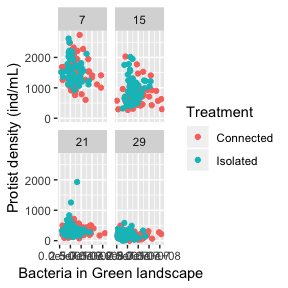 7 15
2000
1000
0
Protist density (ind/mL)
21 29
2000
1000
0
Bacteria in Green landscape
Treatment
Connected
Isolated